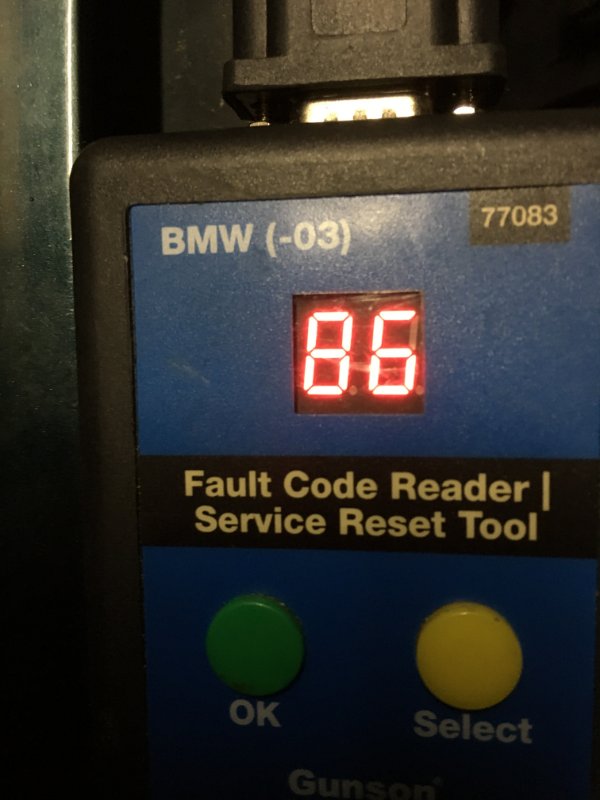 77083
BMW (-03)
86
Fault Code Reader |
Service Reset Tool
OK
Select
Gunson